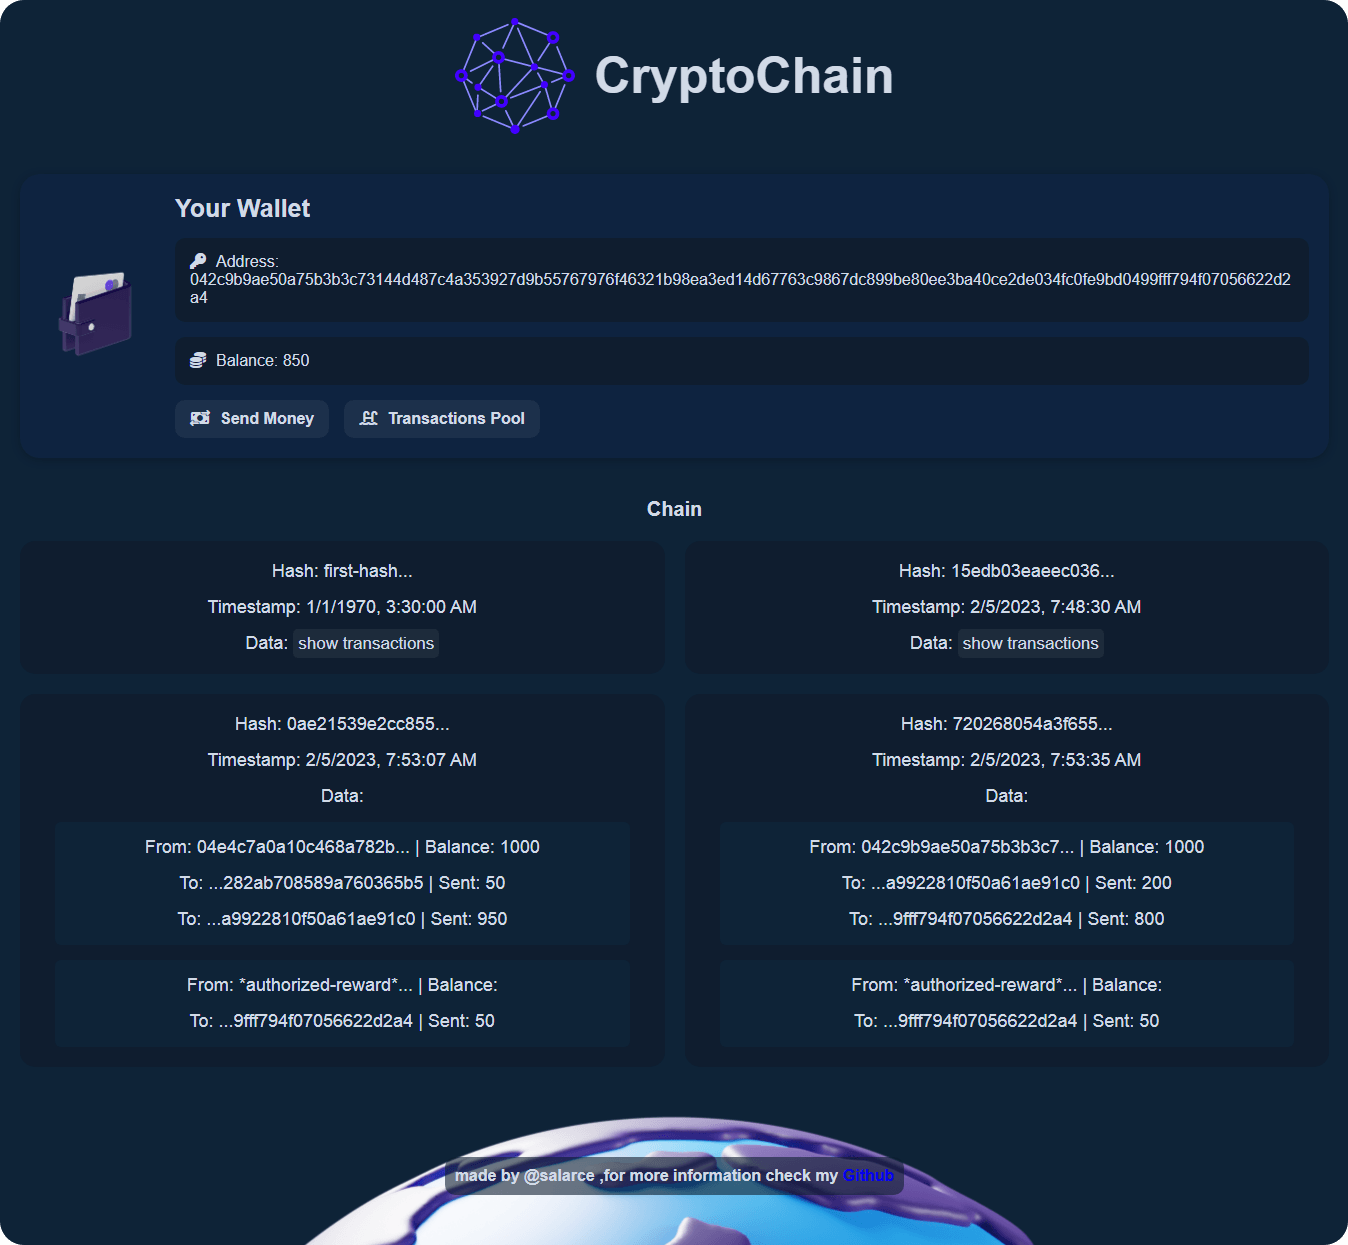 CryptoChain
Your Wallet
Address:
042c9b9ae50a75b3b3c73144d487c4a353927d9b55767976f46321b98ea3ed14d67763c9867dc899be80ee3ba40ce2de034fc0fe9bd0499fff794f07056622d2
a4
Balance: 850
Send Money
Transactions Pool
Chain
Hash: first-hash...
Timestamp: 1/1/1970, 3:30:00 AM
Data: show transactions
Hash: 15edb03eaeec036...
Timestamp: 2/5/2023, 7:48:30 AM
Data: show transactions
Hash: 0ae21539e2cc855...
Timestamp: 2/5/2023, 7:53:07 AM
Data:
From: 04e4c7a0a10c468a782b... | Balance: 1000
To: ...282ab708589a760365b5 | Sent: 50
To: ...a9922810f50a61ae91c0 | Sent: 950
From: *authorized-reward*... | Balance:
To: ...9fff794f07056622d2a4 | Sent: 50
Hash: 720268054a3f655...
Timestamp: 2/5/2023, 7:53:35 AM
Data:
From: 042c9b9ae50a75b3b3c7... | Balance: 1000
To: ...a9922810f50a61ae91c0 | Sent: 200
To: ...9fff794f07056622d2a4 | Sent: 800
From: *authorized-reward*... | Balance:
To: ...9fff794f07056622d2a4 | Sent: 50
made by @salarce ,for more information check my Github